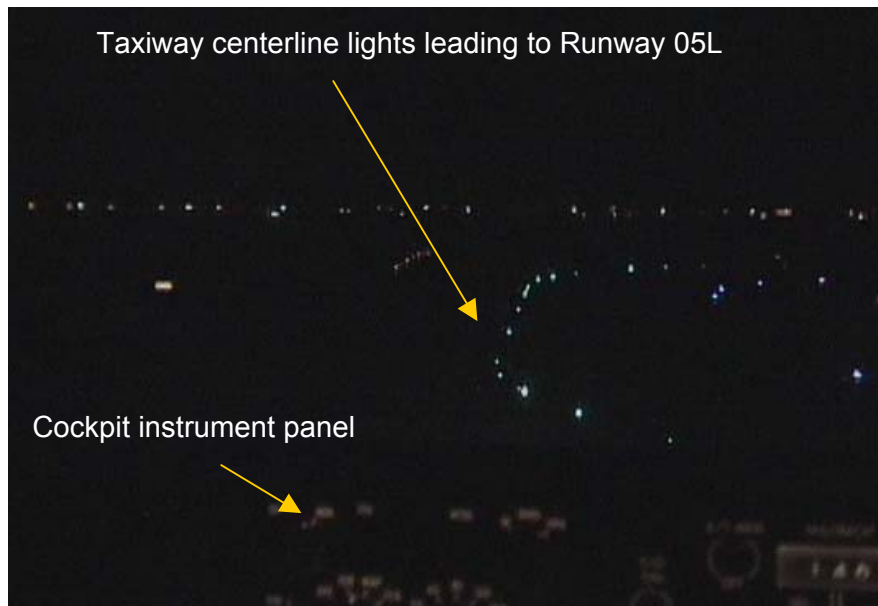 Taxiway centerline lights leading to Runway 05L
Cockpit instrument panel